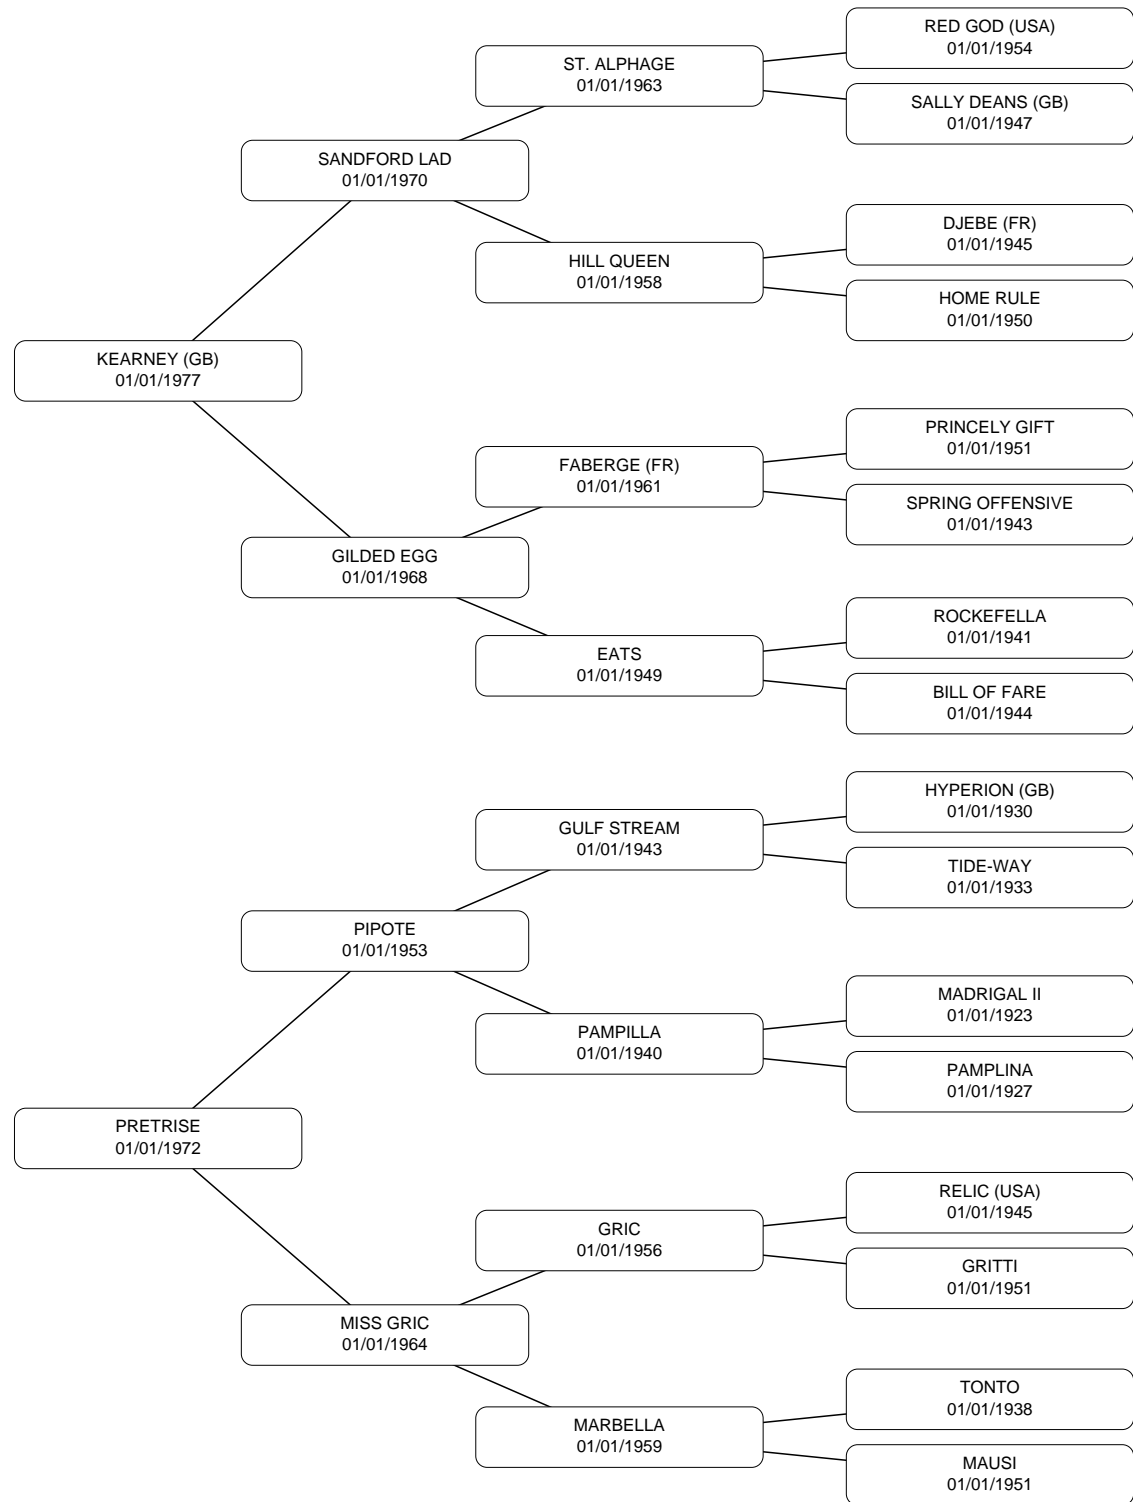 RED GOD (USA)
01/01/1954
ST. ALPHAGE
01/01/1963
SALLY DEANS (GB)
01/01/1947
SANDFORD LAD
01/01/1970
DJEBE (FR)
01/01/1945
HILL QUEEN
01/01/1958
HOME RULE
01/01/1950
KEARNEY (GB)
01/01/1977
PRINCELY GIFT
01/01/1951
FABERGE (FR)
01/01/1961
SPRING OFFENSIVE
01/01/1943
GILDED EGG
01/01/1968
ROCKEFELLA
01/01/1941
EATS
01/01/1949
BILL OF FARE
01/01/1944
HYPERION (GB)
01/01/1930
GULF STREAM
01/01/1943
TIDE-WAY
01/01/1933
PIPOTE
01/01/1953
MADRIGAL II
01/01/1923
PAMPILLA
01/01/1940
PAMPLINA
01/01/1927
PRETRISE
01/01/1972
RELIC (USA)
01/01/1945
GRIC
01/01/1956
GRITTI
01/01/1951
MISS GRIC
01/01/1964
TONTO
01/01/1938
MARBELLA
01/01/1959
MAUSI
01/01/1951